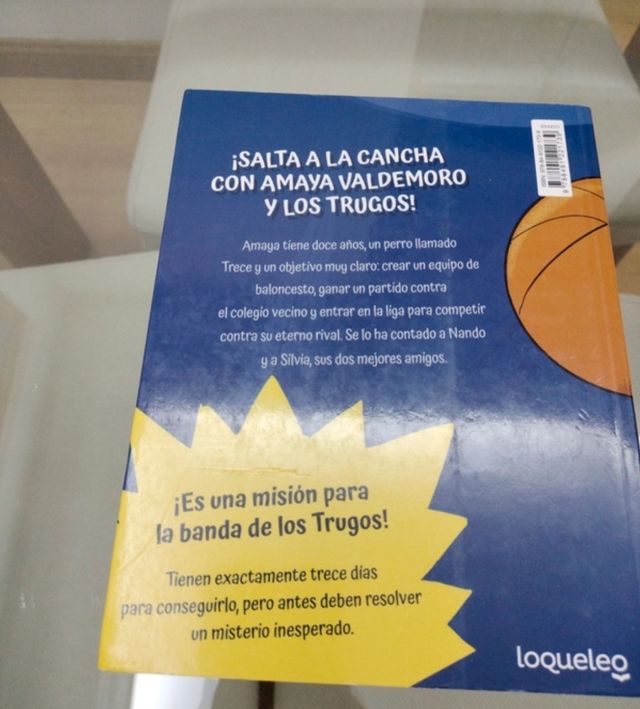 ¡SALTA A LA CANCHA
CON AMAYA VALDEMORO
Y LOS TRUGOS!
Amaya tiene doce años, un perro llamado
Trece y un objetivo muy claro: crear un equipo de
baloncesto, ganar un partido contra
el colegio vecino y entrar en la liga para competir
contra su eterno rival. Se lo ha contado a Nando
y a Silvia, sus dos mejores amigos.
¡Es una misión para
la banda de los Trugos!
Tienen exactamente trece días
para conseguirlo, pero antes deben resolver
un misterio inesperado.
loqueleo